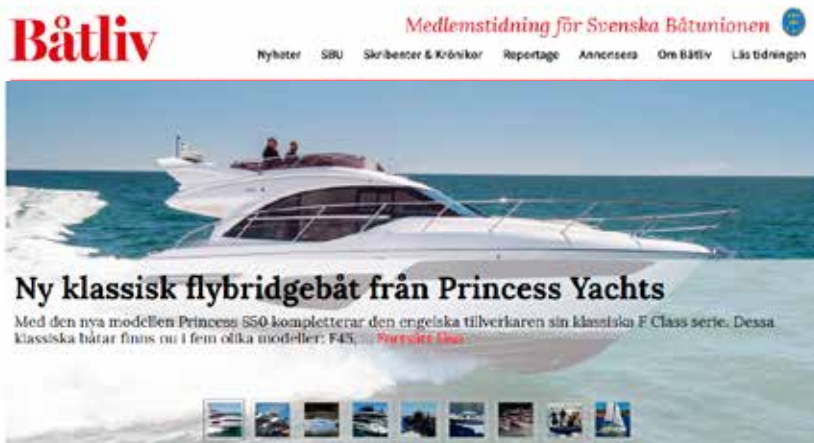 Båtliv
Medlemstidning för Svenska Båtunionen
Nyheter SBU Skribenter & Krönikor Reportage Annonsera Om Båtliv Läs tidningen
Ny klassisk flybridgebåt från Princess Yachts
Med den nya modellen Princess kompletterar den engelska tillverkaren sin klassiska F Class serie. Dessa
klassiska båtar finns nu i fem olika modeller: F45, ... Fortsätt läsa